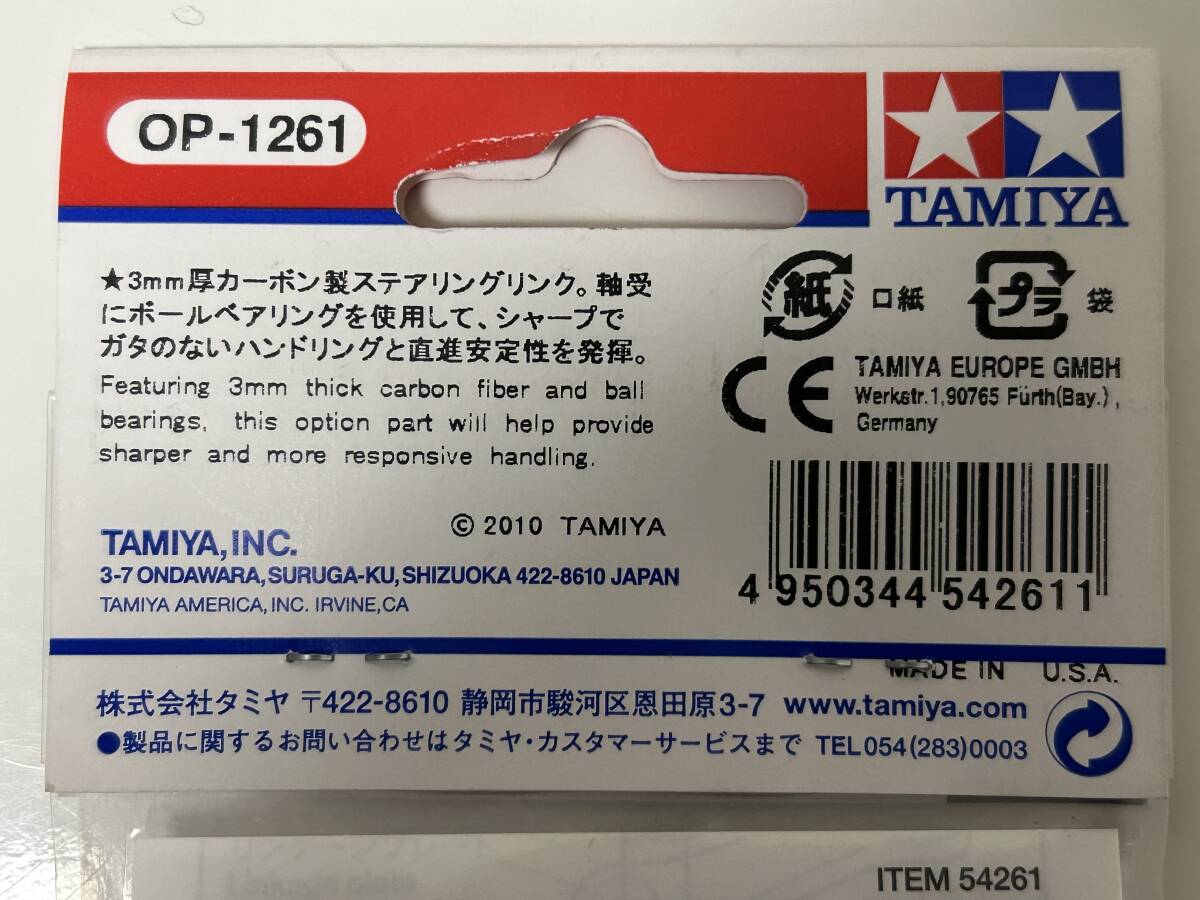 OP-1261
TAMIYA
★3mm厚カーボン製ステアリングリンク。軸受
にボールベアリングを使用して、シャープで
ガタのないハンドリングと直進安定性を発揮。
Featuring 3mm thick carbon fiber and ball
bearings, this option part will help provide
sharper and more responsive handling.
© 2010 TAMIYA
TAMIYA, INC.
3-7 ONDAWARA, SURUGA-KU, SHIZUOKA 422-8610 JAPAN
TAMIYA AMERICA, INC. IRVINE, CA
紙 口紙
プラ 袋
CE
TAMIYA EUROPE GMBH
Werkstr.1,90765 Fürth(Bay.),
Germany
4 950344 542611
MADE IN U.S.A.
株式会社タミヤ 〒422-8610 静岡市駿河区恩田原3-7 www.tamiya.com
●製品に関するお問い合わせはタミヤ・カスタマーサービスまで TEL054(283)0003
ITEM 54261